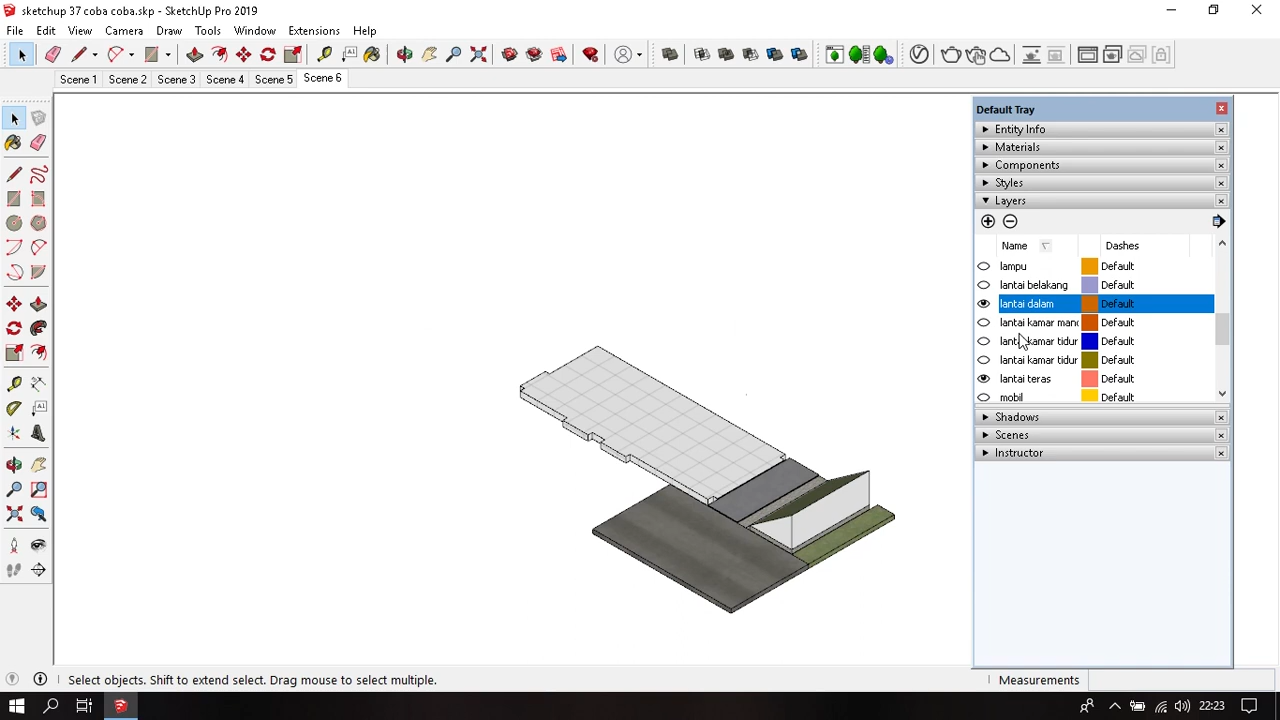 sketchup 37 coba coba.skp - SketchUp Pro 2019
File Edit View Camera Draw Tools Window Extensions Help
Scene 1 Scene 2 Scene 3 Scene 4 Scene 5 Scene 6
Default Tray
Entity Info
Materials
Components
Styles
Layers
Name Dashes
lampu Default
lantai belakang Default
lantai dalam Default
lantai kamar mand Default
lantai kamar tidur Default
lantai kamar tidur Default
lantai teras Default
mobil Default
Shadows
Scenes
Instructor
Select objects. Shift to extend select. Drag mouse to select multiple.
Measurements
22:23